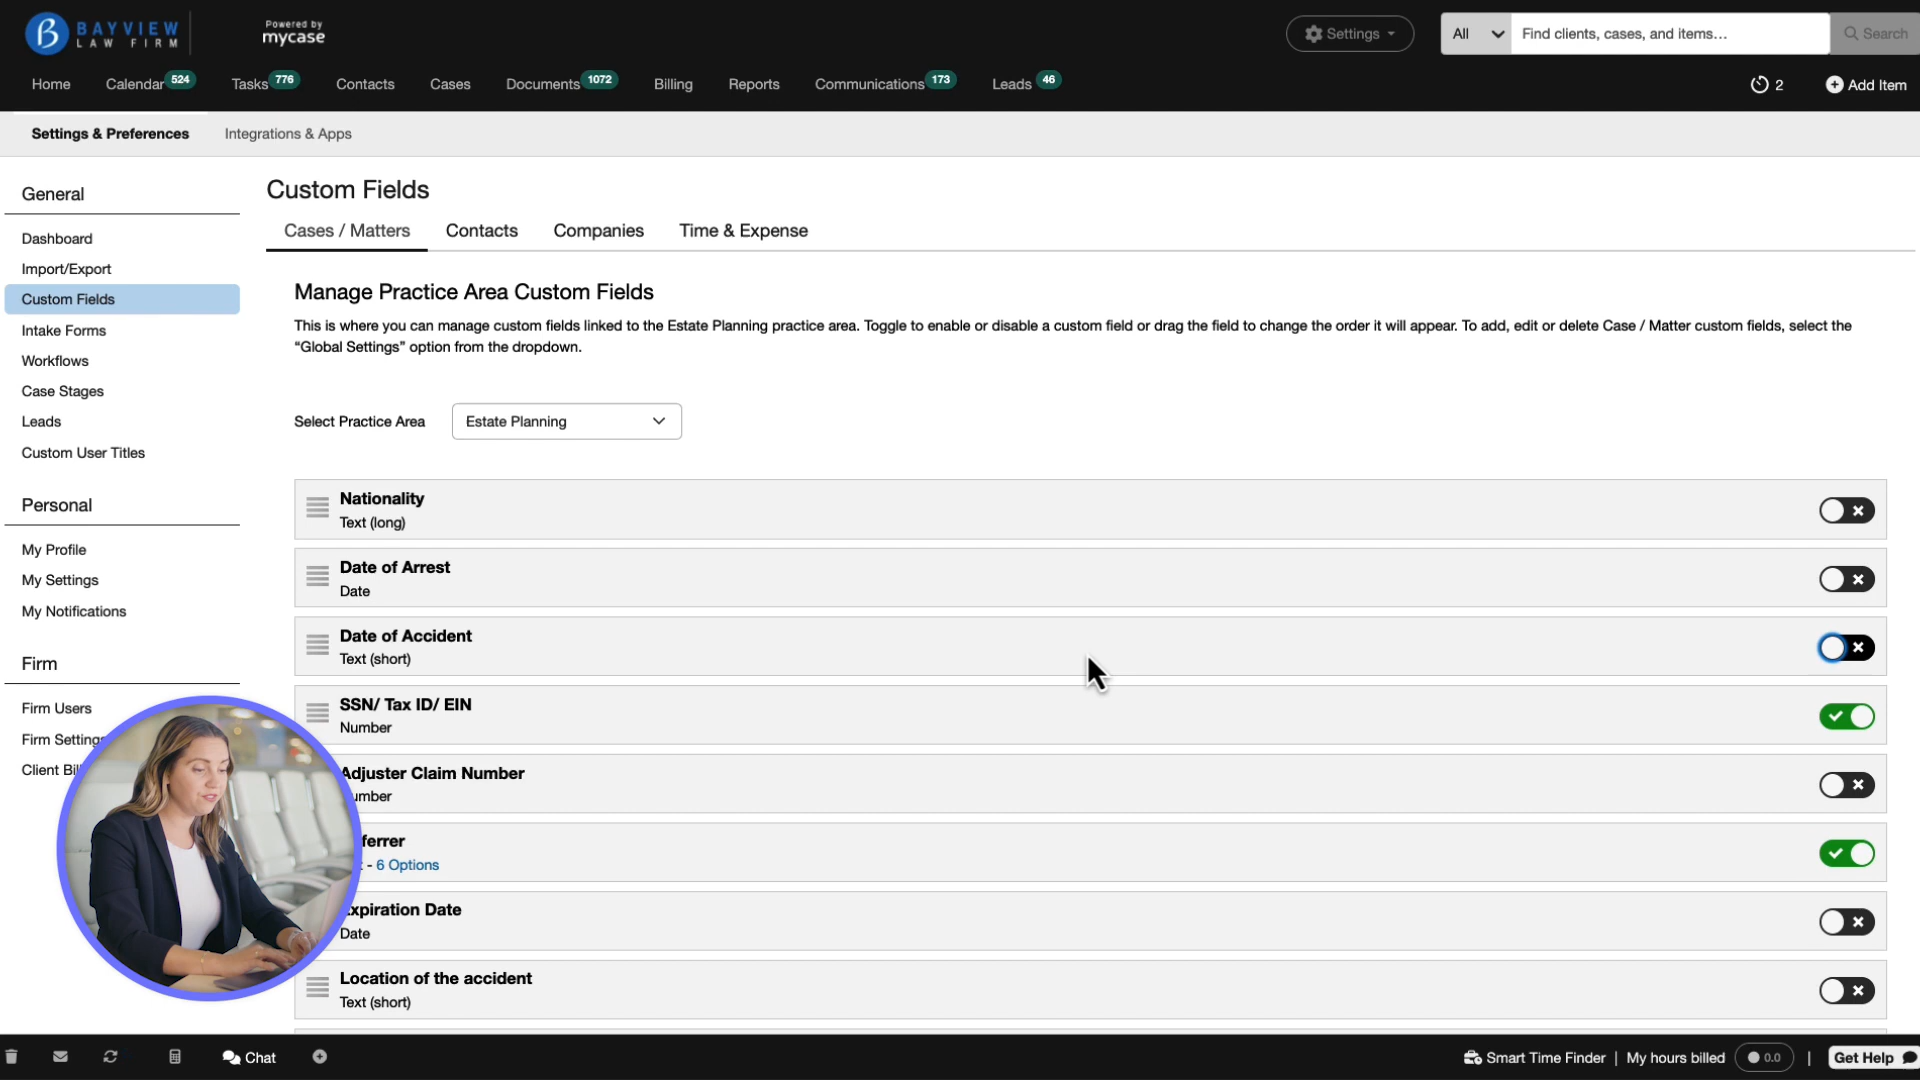 BAYVIEW
LAW FIRM
Powered by
mycase
Settings
All
Find clients, cases, and items...
Search
Home
Calendar 524
Tasks 776
Contacts
Cases
Documents 1072
Billing
Reports
Communications 173
Leads 46
2
Add Item
Settings & Preferences
Integrations & Apps
General
Dashboard
Import/Export
Custom Fields
Intake Forms
Workflows
Case Stages
Leads
Custom User Titles
Personal
My Profile
My Settings
My Notifications
Firm
Firm Users
Firm Settings
Client Bil
Custom Fields
Cases / Matters
Contacts
Companies
Time & Expense
Manage Practice Area Custom Fields
This is where you can manage custom fields linked to the Estate Planning practice area. Toggle to enable or disable a custom field or drag the field to change the order it will appear. To add, edit or delete Case / Matter custom fields, select the
“Global Settings” option from the dropdown.
Select Practice Area
Estate Planning
Nationality
Text (long)
Date of Arrest
Date
Date of Accident
Text (short)
SSN/ Tax ID/ EIN
Number
Adjuster Claim Number
umber
ferrer
- 6 Options
xpiration Date
Date
Location of the accident
Text (short)
Chat
Smart Time Finder | My hours billed
0.0
|
Get Help